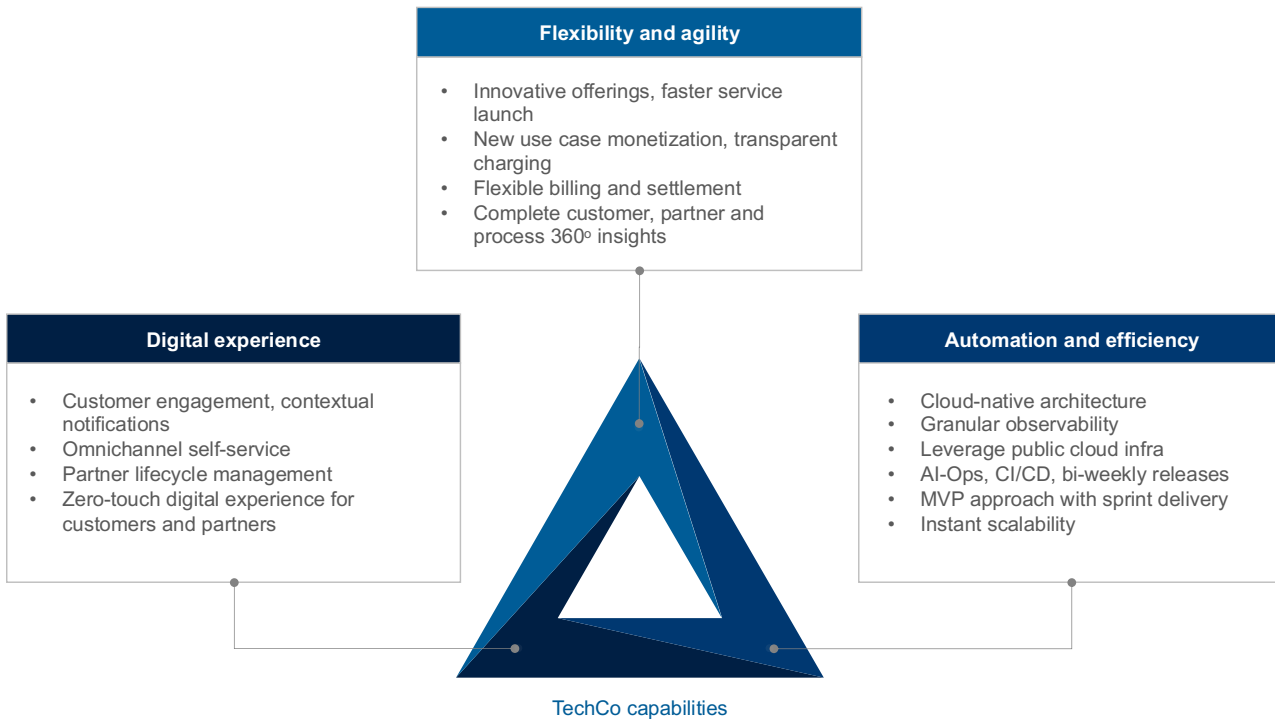 Flexibility and agility
• Innovative offerings, faster service
launch
• New use case monetization, transparent
charging
• Flexible billing and settlement
• Complete customer, partner and
process 360º insights
Digital experience
• Customer engagement, contextual
notifications
• Omnichannel self-service
• Partner lifecycle management
• Zero-touch digital experience for
customers and partners
Automation and efficiency
• Cloud-native architecture
• Granular observability
• Leverage public cloud infra
• AI-Ops, CI/CD, bi-weekly releases
• MVP approach with sprint delivery
• Instant scalability
TechCo capabilities